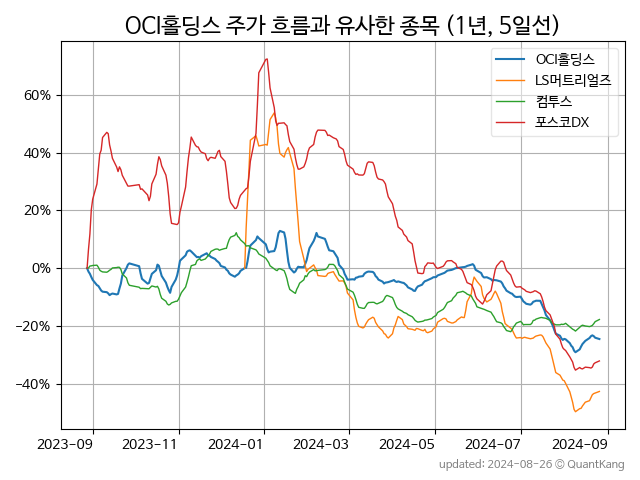 OCI홀딩스 주가 흐름과 유사한 종목 (1년, 5일선)
OCI홀딩스
LS머트리얼즈
컴투스
포스코DX
60%
40%
20%
0%
−20%
−40%
2023-09 2023-11 2024-01 2024-03 2024-05 2024-07 2024-09
updated: 2024-08-26 © QuantKang